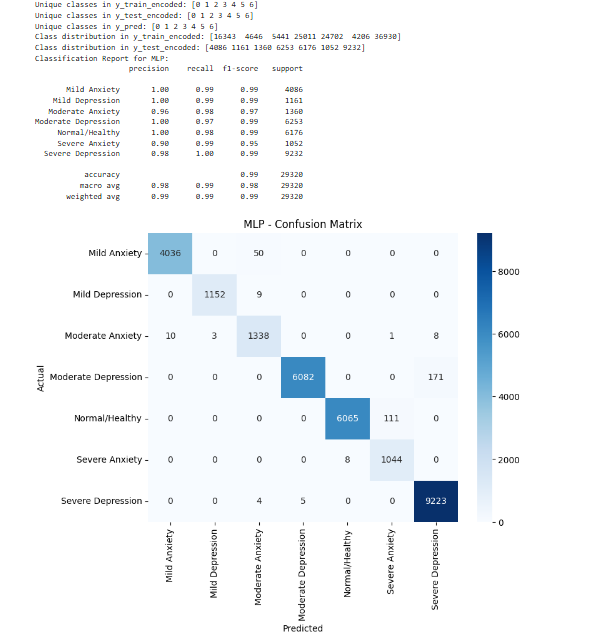 Unique classes in y_train_encoded: [0 1 2 3 4 5 6]
Unique classes in y_test_encoded: [0 1 2 3 4 5 6]
Unique classes in y_pred: [0 1 2 3 4 5 6]
Class distribution in y_train_encoded: [16343 4646 5441 25011 24702 4206 36930]
Class distribution in y_test_encoded: [4086 1161 1360 6253 6176 1052 9232]
Classification Report for MLP:
precision recall f1-score support
Mild Anxiety 1.00 0.99 0.99 4086
Mild Depression 1.00 0.99 0.99 1161
Moderate Anxiety 0.96 0.98 0.97 1360
Moderate Depression 1.00 0.97 0.99 6253
Normal/Healthy 1.00 0.98 0.99 6176
Severe Anxiety 0.90 0.99 0.95 1052
Severe Depression 0.98 1.00 0.99 9232
accuracy 0.99 29320
macro avg 0.98 0.99 0.98 29320
weighted avg 0.99 0.99 0.99 29320
MLP - Confusion Matrix
Mild Anxiety 4036 0 50 0 0 0 0
Mild Depression 0 1152 9 0 0 0 0
Moderate Anxiety 10 3 1338 0 0 1 8
Moderate Depression 0 0 0 6082 0 0 171
Normal/Healthy 0 0 0 0 6065 111 0
Severe Anxiety 0 0 0 0 8 1044 0
Severe Depression 0 0 4 5 0 0 9223
Actual
Mild Anxiety
Mild Depression
Moderate Anxiety
Moderate Depression
Normal/Healthy
Severe Anxiety
Severe Depression
Predicted
8000
6000
4000
2000
0